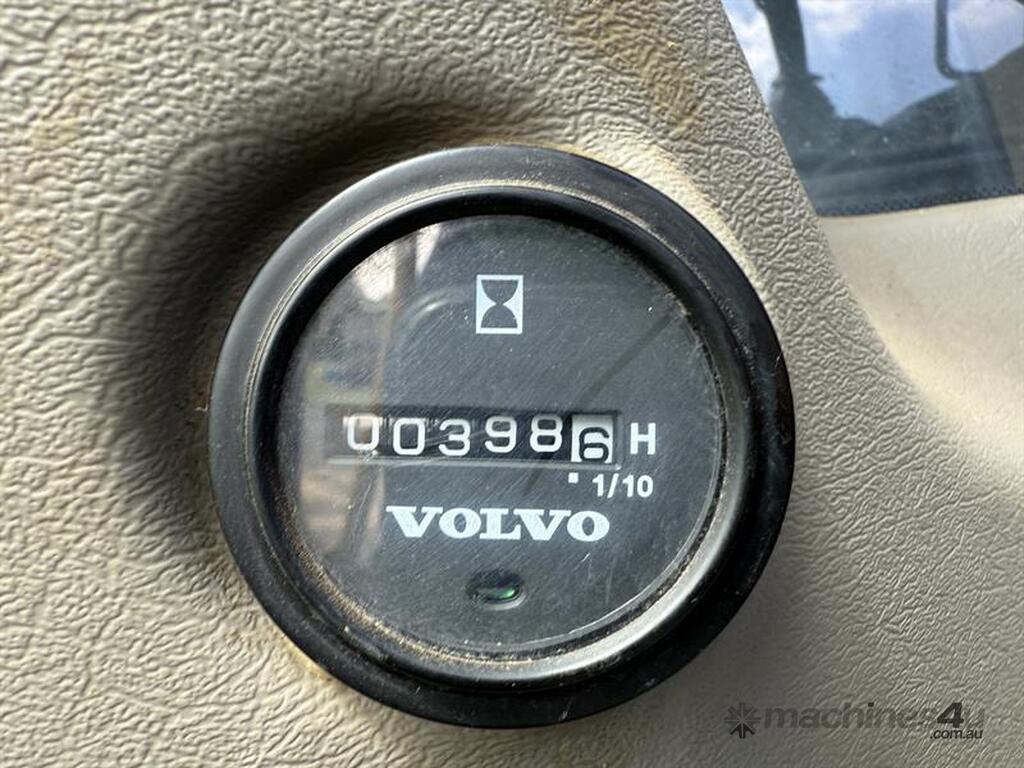 003986 H
1/10
VOLVO
machines4u
.com.au